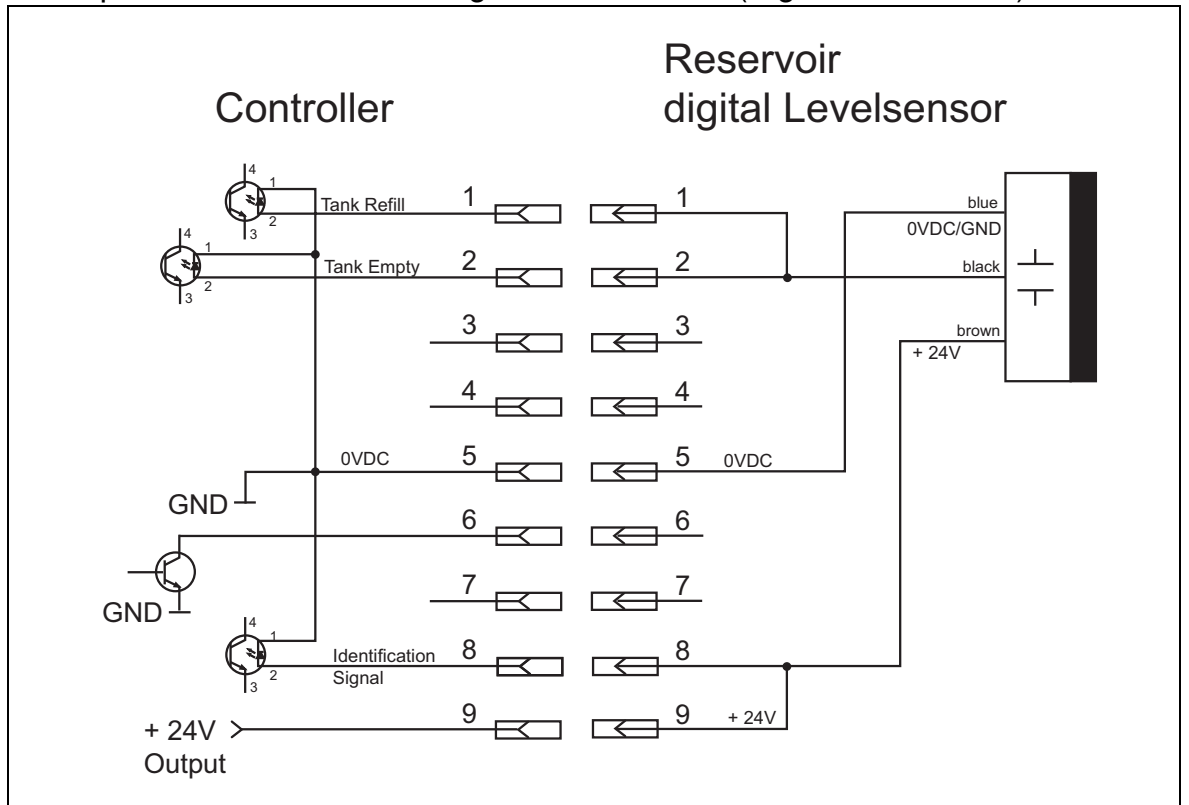 Reservoir
Controller
digital Levelsensor
4
1
2
3
Tank Refill
1
1
blue
0VDC/GND
4
1
2
3
Tank Empty
2
2
black
3
3
brown
+ 24V
4
4
0VDC
5
5
0VDC
GND
6
6
7
7
GND
4
1
2
3
Identification
Signal
8
8
9
9
+ 24V
+ 24V
Output